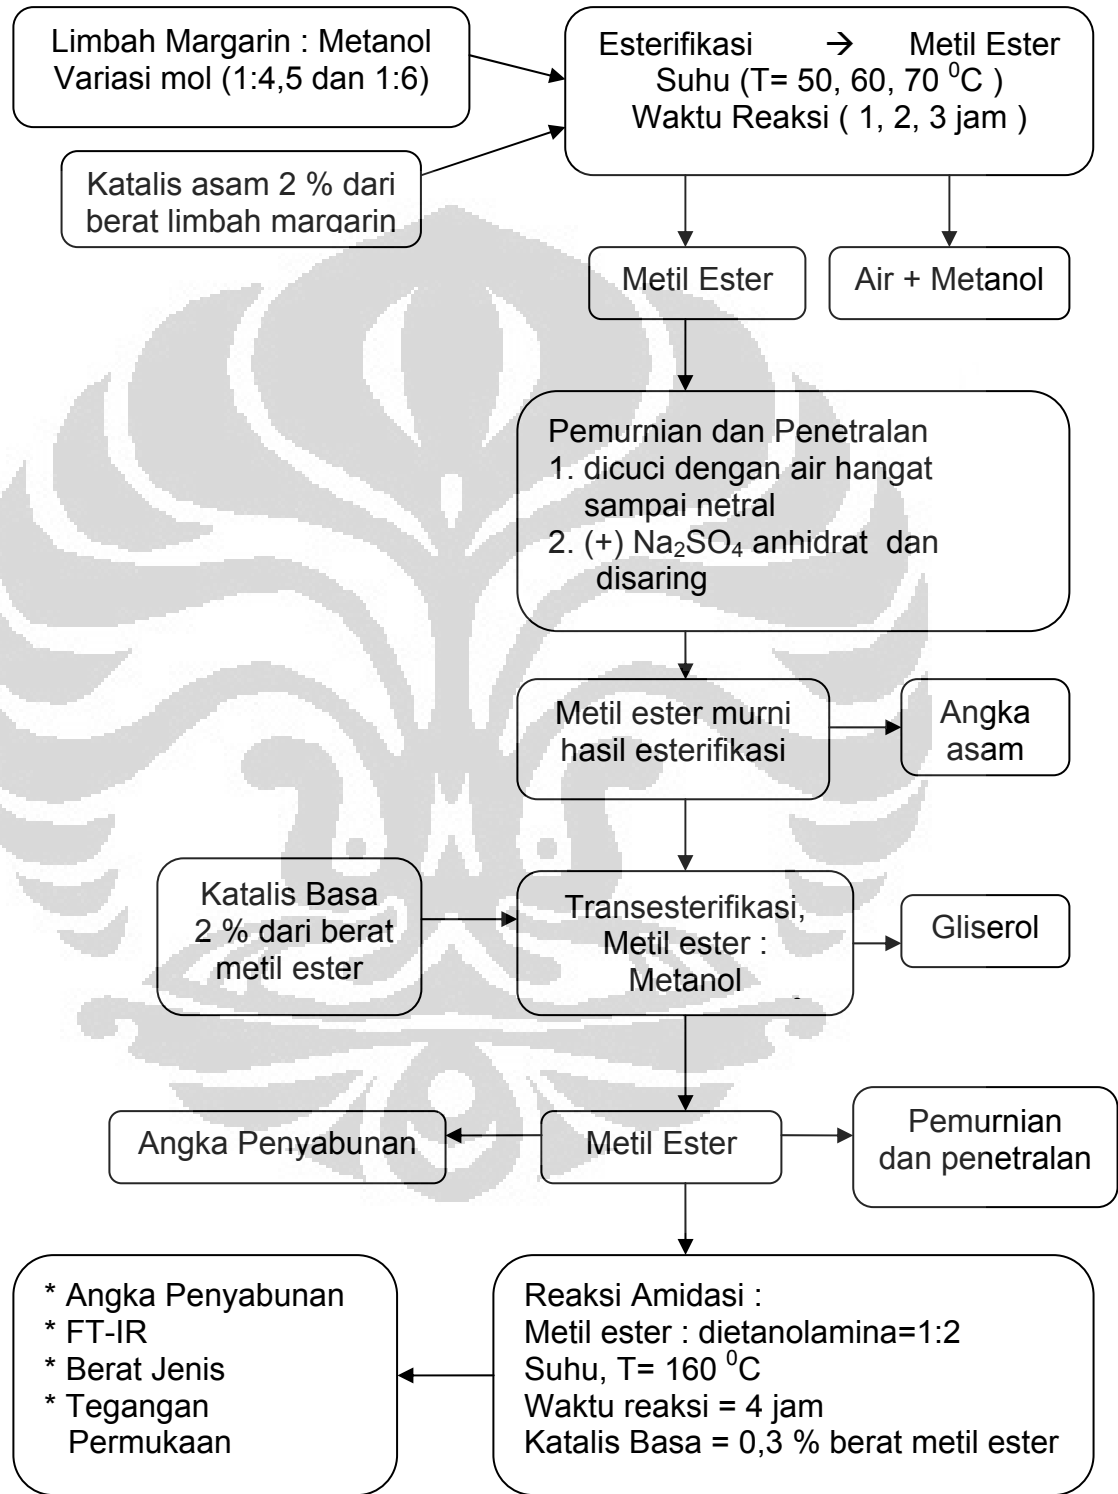 Limbah Margarin : Metanol
Variasi mol (1:4,5 dan 1:6)
Esterifikasi → Metil Ester
Suhu (T= 50, 60, 70 ⁰C )
Waktu Reaksi ( 1, 2, 3 jam )
Katalis asam 2 % dari
berat limbah margarin
Metil Ester
Air + Metanol
Pemurnian dan Penetralan
1. dicuci dengan air hangat
sampai netral
2. (+) Na₂SO₄ anhidrat dan
disaring
Metil ester murni
hasil esterifikasi
Angka
asam
Katalis Basa
2 % dari berat
metil ester
Transesterifikasi,
Metil ester :
Metanol
Gliserol
Angka Penyabunan
Metil Ester
Pemurnian
dan penetralan
* Angka Penyabunan
* FT-IR
* Berat Jenis
* Tegangan
Permukaan
Reaksi Amidasi :
Metil ester : dietanolamina=1:2
Suhu, T= 160 ⁰C
Waktu reaksi = 4 jam
Katalis Basa = 0,3 % berat metil ester